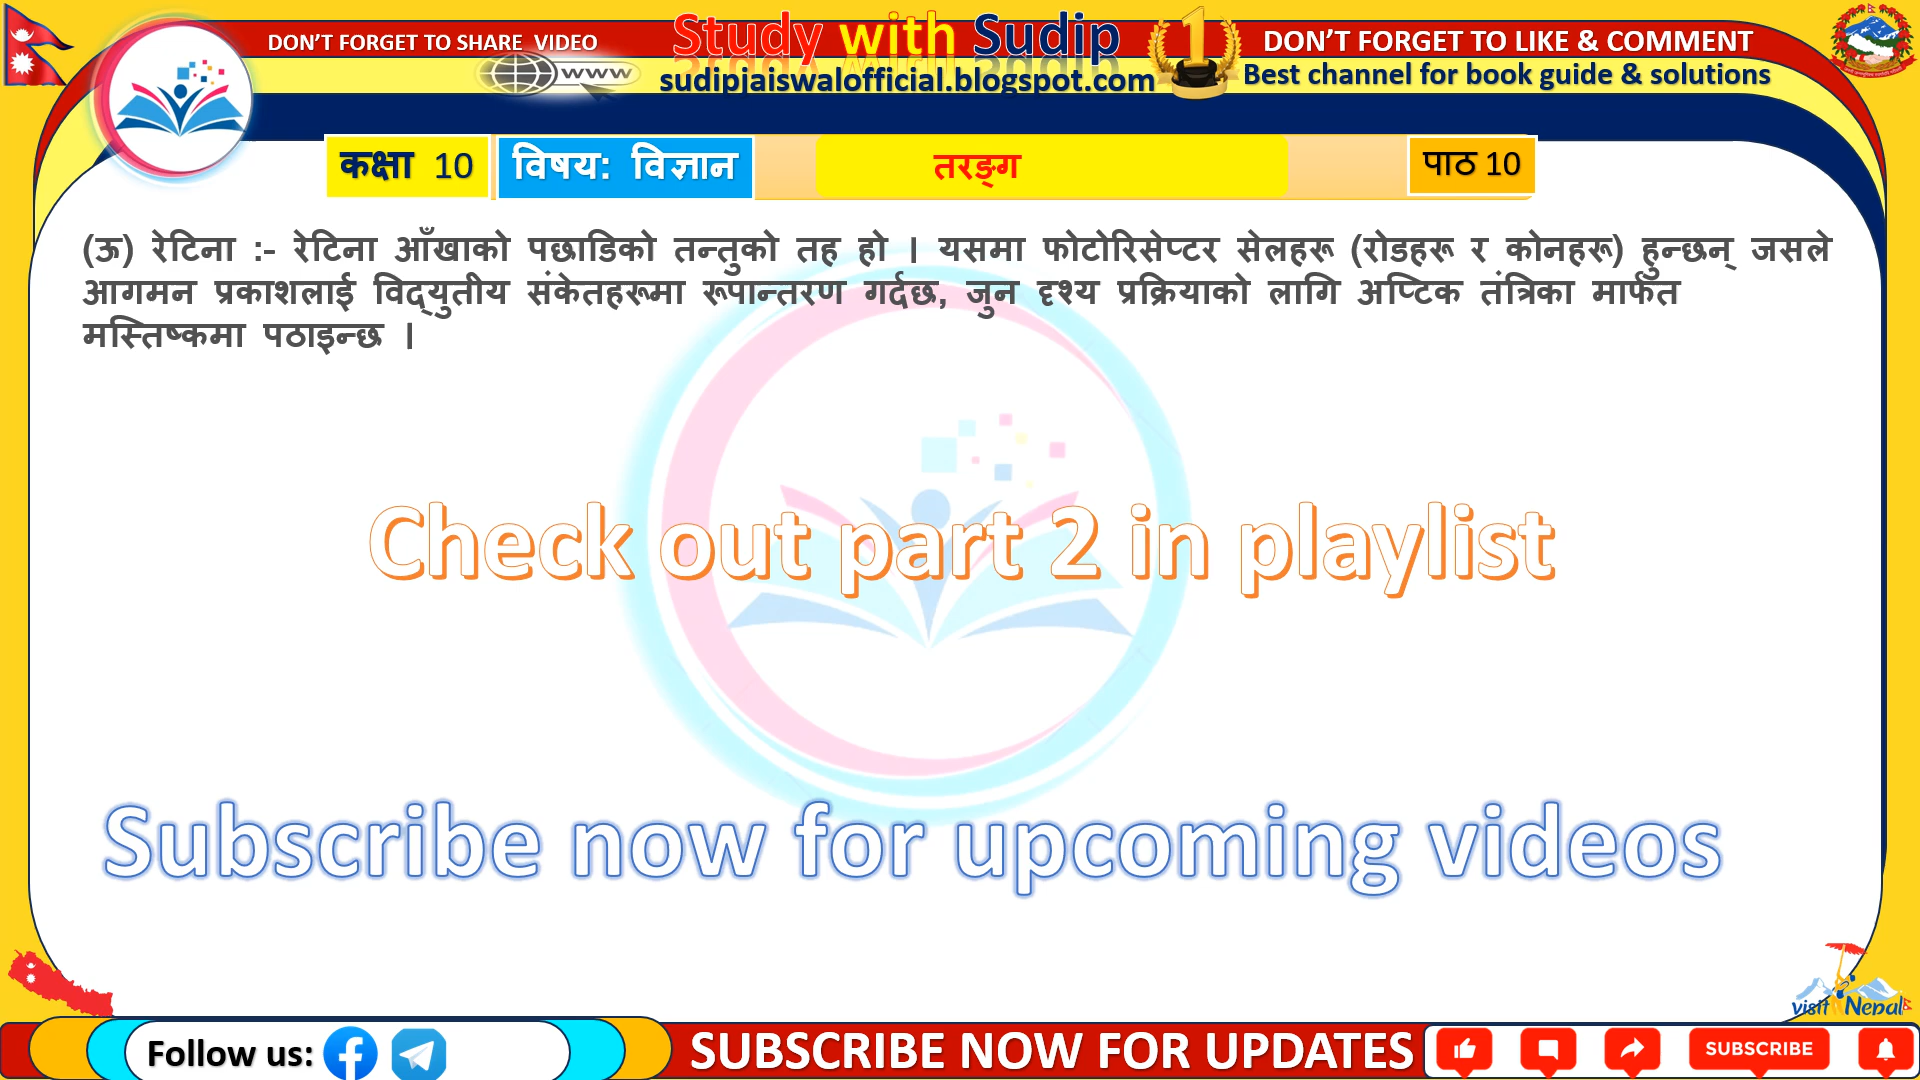 DON'T FORGET TO SHARE VIDEO
Study with Sudip
DON'T FORGET TO LIKE & COMMENT
www
sudipjaiswalofficial.blogspot.com
1
Best channel for book guide & solutions
कक्षा 10
विषय: विज्ञान
तरङ्ग
पाठ 10
(ऊ) रेटिना :- रेटिना आँखाको पछाडिको तन्तुको तह हो । यसमा फोटोरिसेप्टर सेलहरू (रोडहरू र कोनहरू) हुन्छन् जसले
आगमन प्रकाशलाई विद्युतीय संकेतहरूमा रूपान्तरण गर्दछ, जुन दृश्य प्रक्रियाको लागि अप्टिक तंत्रिका मार्फत
मस्तिष्कमा पठाइन्छ ।
Check out part 2 in playlist
Subscribe now for upcoming videos
visit Nepal
Follow us:
SUBSCRIBE NOW FOR UPDATES
SUBSCRIBE